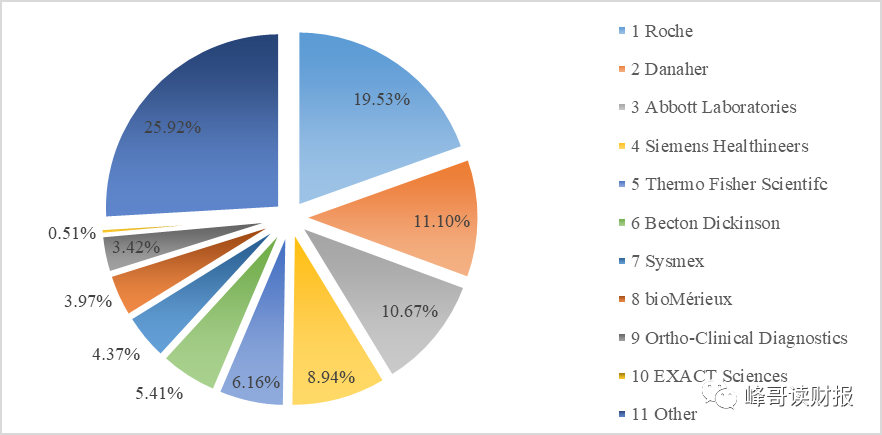 19.53%
11.10%
10.67%
8.94%
6.16%
5.41%
4.37%
3.97%
3.42%
0.51%
25.92%
1 Roche
2 Danaher
3 Abbott Laboratories
4 Siemens Healthineers
5 Thermo Fisher Scientifc
6 Becton Dickinson
7 Sysmex
8 bioMérieux
9 Ortho-Clinical Diagnostics
10 EXACT Sciences
11 Other
峰哥读财报